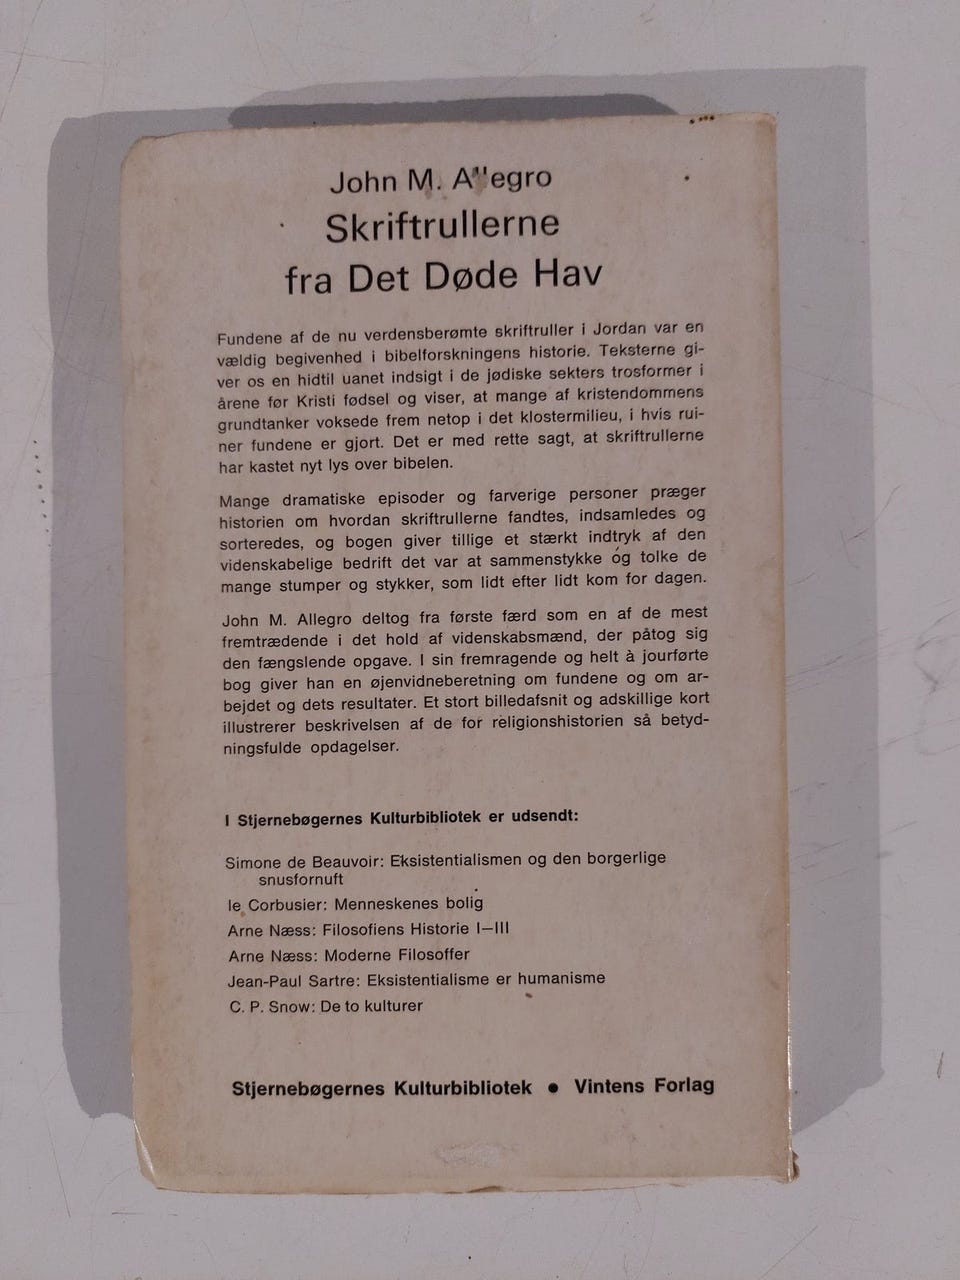 John M. Allegro
Skriftrullerne
fra Det Døde Hav
Fundene af de nu verdensberømte skriftruller i Jordan var en
vældig begivenhed i bibelforskningens historie. Teksterne gi-
ver os en hidtil uanet indsigt i de jødiske sekters trosformer i
årene før Kristi fødsel og viser, at mange af kristendommens
grundtanker voksede frem netop i det klostermilieu, i hvis rui-
ner fundene er gjort. Det er med rette sagt, at skriftrullerne
har kastet nyt lys over bibelen.
Mange dramatiske episoder og farverige personer præger
historien om hvordan skriftrullerne fandtes, indsamledes og
sorteredes, og bogen giver tillige et stærkt indtryk af den
videnskabelige bedrift det var at sammenstykke og tolke de
mange stumper og stykker, som lidt efter lidt kom for dagen.
John M. Allegro deltog fra første færd som en af de mest
fremtrædende i det hold af videnskabsmænd, der påtog sig
den fængslende opgave. I sin fremragende og helt à jourførte
bog giver han en øjenvidneberetning om fundene og om ar-
bejdet og dets resultater. Et stort billedafsnit og adskillige kort
illustrerer beskrivelsen af de for religionshistorien så betyd-
ningsfulde opdagelser.
I Stjernebøgernes Kulturbibliotek er udsendt:
Simone de Beauvoir: Eksistentialismen og den borgerlige
snusfornuft
le Corbusier: Menneskenes bolig
Arne Næss: Filosofiens Historie I—III
Arne Næss: Moderne Filosoffer
Jean-Paul Sartre: Eksistentialisme er humanisme
C. P. Snow: De to kulturer
Stjernebøgernes Kulturbibliotek ● Vintens Forlag